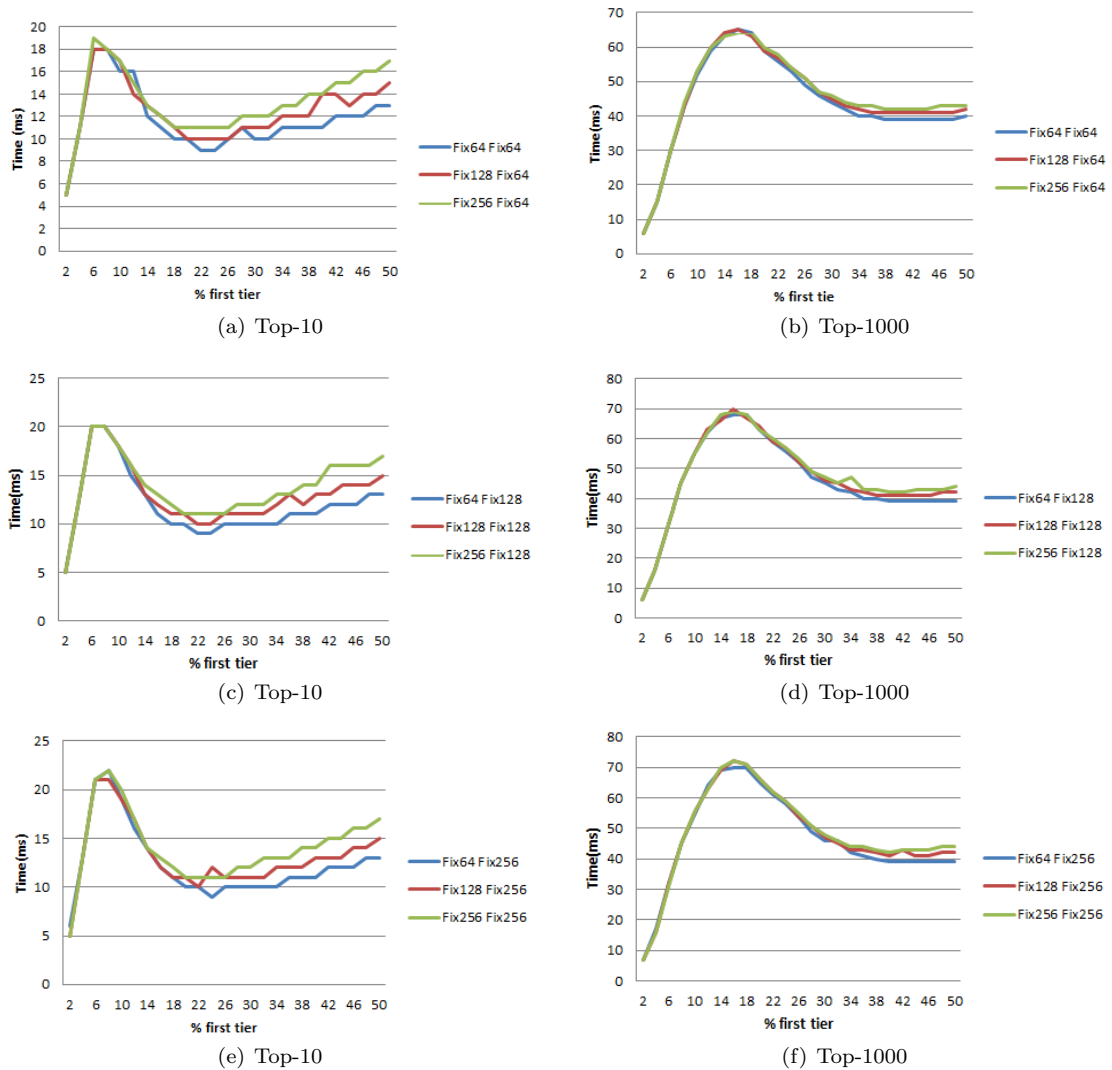 Time (ms)
20
18
16
14
12
10
8
6
4
2
0
2 6 10 14 18 22 26 30 34 38 42 46 50
% first tier
Fix64 Fix64
Fix128 Fix64
Fix256 Fix64
(a) Top-10
Time(ms)
70
60
50
40
30
20
10
0
2 6 10 14 18 22 26 30 34 38 42 46 50
% first tie
Fix64 Fix64
Fix128 Fix64
Fix256 Fix64
(b) Top-1000
Time(ms)
25
20
15
10
5
0
2 6 10 14 18 22 26 30 34 38 42 46 50
% first tier
Fix64 Fix128
Fix128 Fix128
Fix256 Fix128
(c) Top-10
Time(ms)
80
70
60
50
40
30
20
10
0
2 6 10 14 18 22 26 30 34 38 42 46 50
% first tier
Fix64 Fix128
Fix128 Fix128
Fix256 Fix128
(d) Top-1000
Time(ms)
25
20
15
10
5
0
2 6 10 14 18 22 26 30 34 38 42 46 50
% first tier
Fix64 Fix256
Fix128 Fix256
Fix256 Fix256
(e) Top-10
Time(ms)
80
70
60
50
40
30
20
10
0
2 6 10 14 18 22 26 30 34 38 42 46 50
% first tier
Fix64 Fix256
Fix128 Fix256
Fix256 Fix256
(f) Top-1000